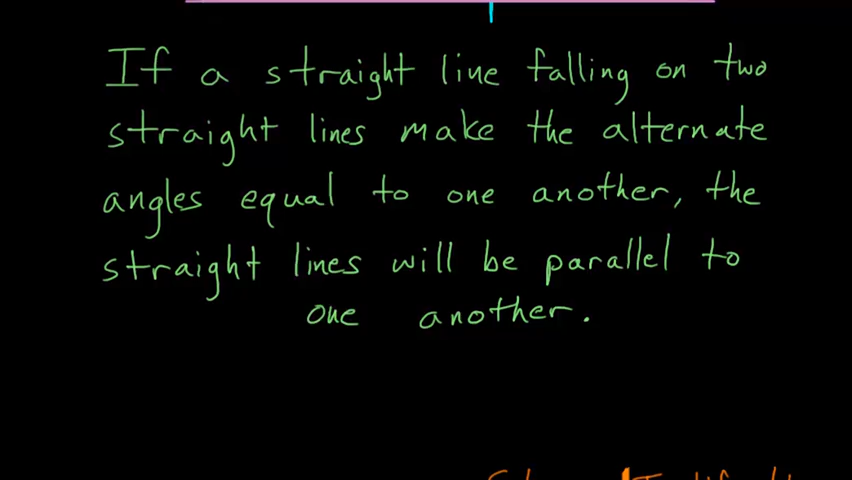 If a straight line falling on two
straight lines make the alternate
angles equal to one another, the
straight lines will be parallel to
one another.